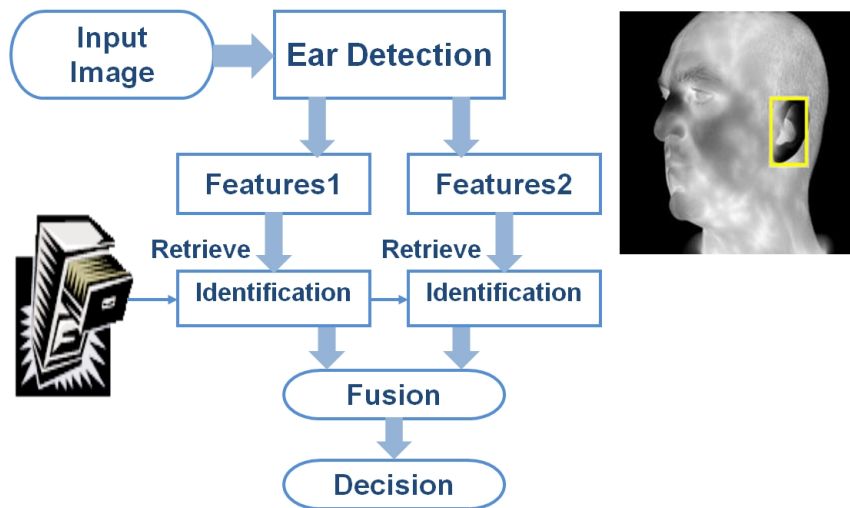 Input
Image
Ear Detection
Features1
Features2
Retrieve
Retrieve
Identification
Identification
Fusion
Decision